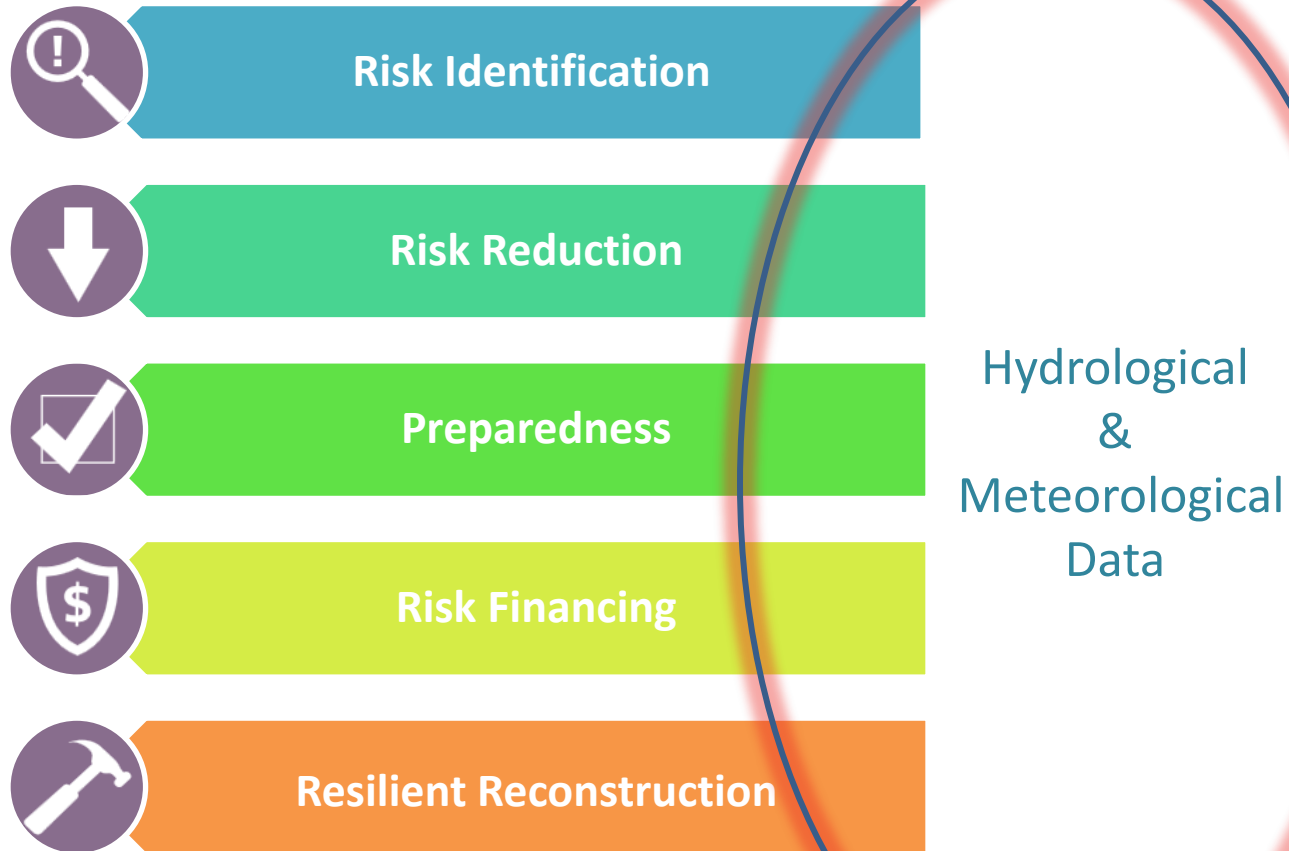 !
Risk Identification
Risk Reduction
Preparedness
$
Risk Financing
Resilient Reconstruction
Hydrological
&
Meteorological
Data